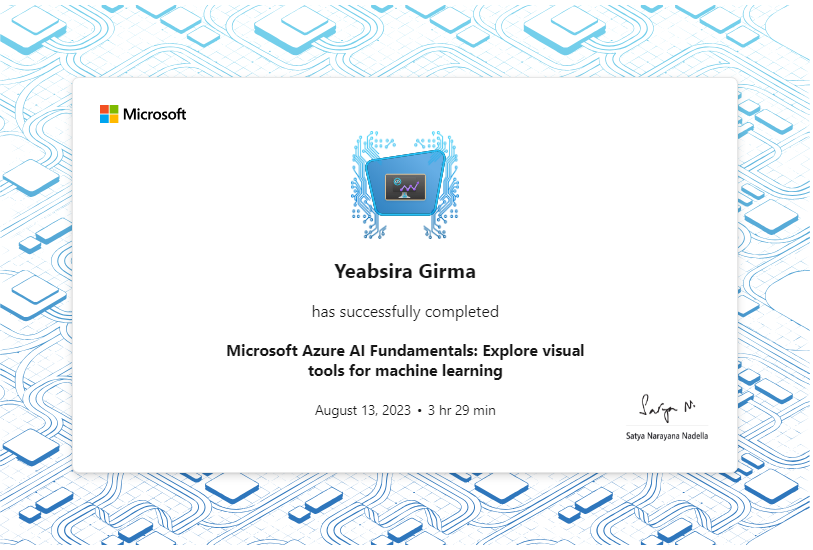 Microsoft
Yeabsira Girma
has successfully completed
Microsoft Azure AI Fundamentals: Explore visual
tools for machine learning
August 13, 2023 • 3 hr 29 min
Satya N.
Satya Narayana Nadella